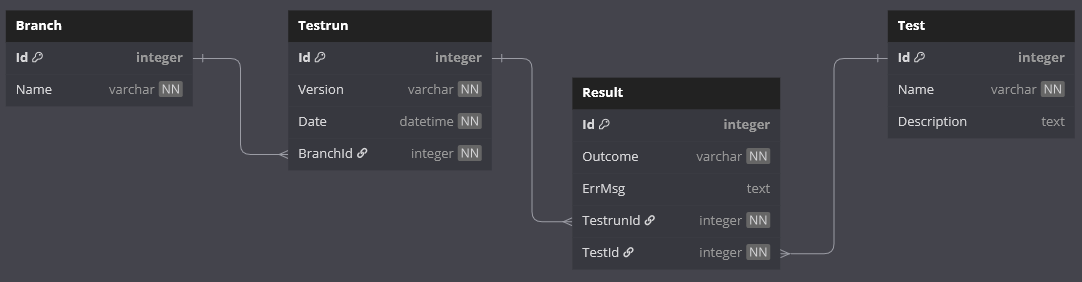 Branch
Id integer
Name varchar NN
Testrun
Id integer
Version varchar NN
Date datetime NN
BranchId integer NN
Result
Id integer
Outcome varchar NN
ErrMsg text
TestrunId integer NN
TestId integer NN
Test
Id integer
Name varchar NN
Description text